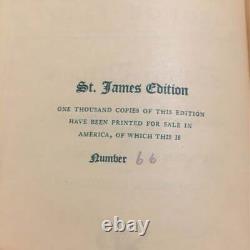 St. James Edition
ONE THOUSAND COPIES OF THIS EDITION
HAVE BEEN PRINTED FOR SALE IN
AMERICA, OF WHICH THIS IS
Number 66
ebay